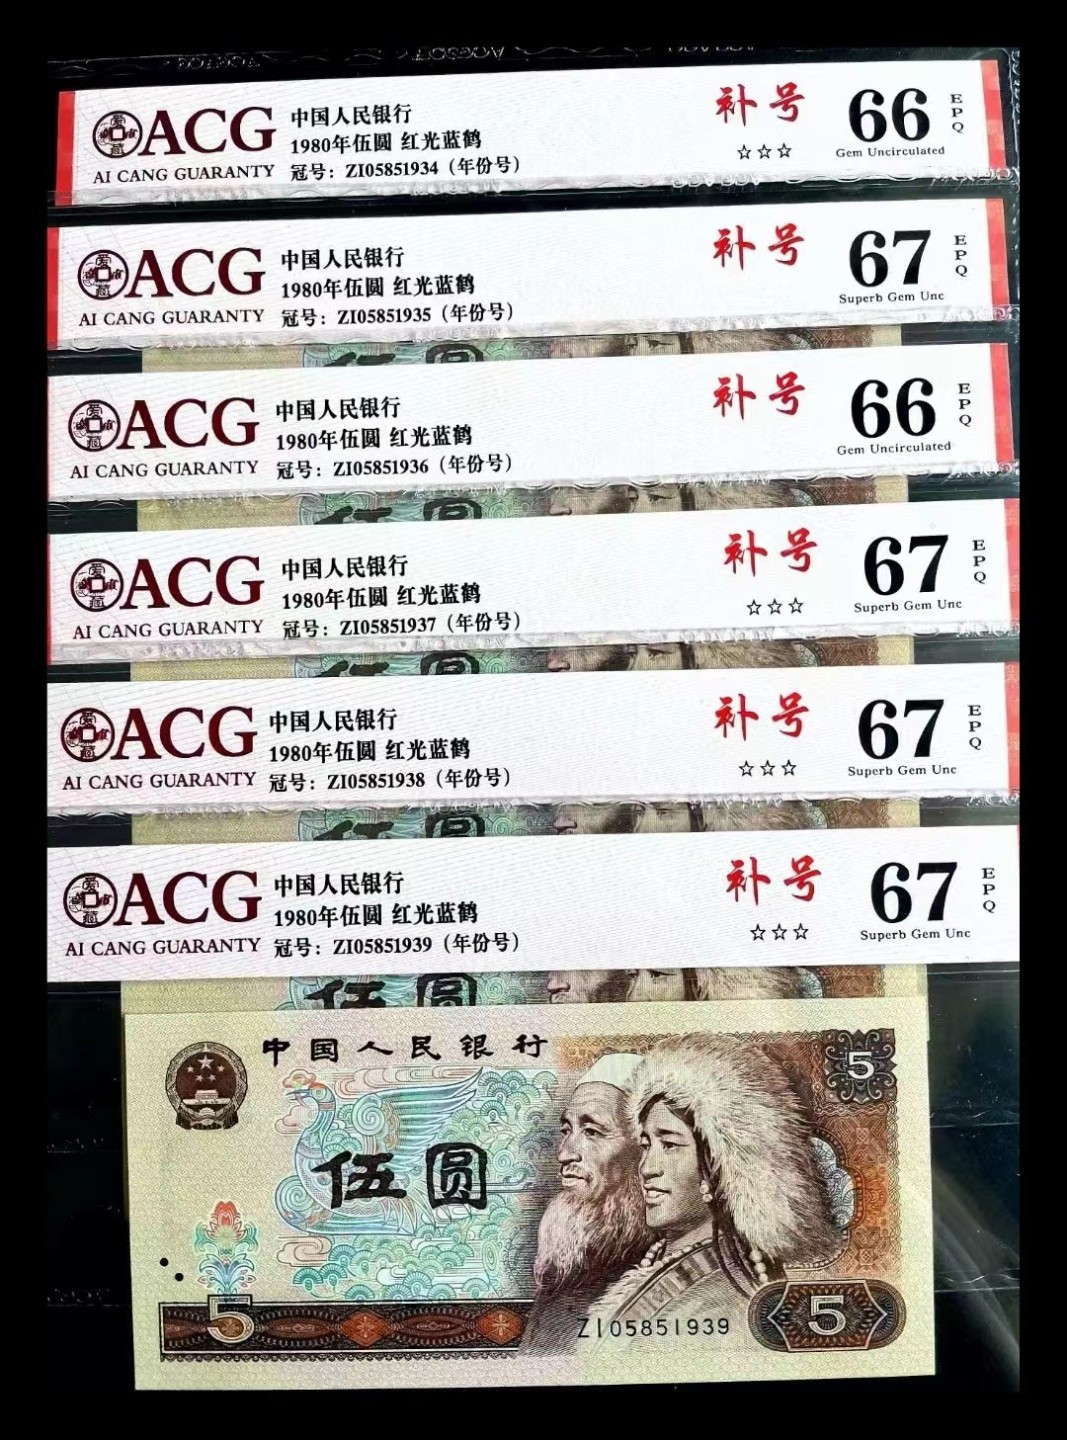 ACG
AI CANG GUARANTY
中国人民银行
1980年伍圆 红光蓝鹤
冠号: ZI05851934 (年份号)
补号
☆☆☆
66
EPQ
Gem Uncirculated
ACG
AI CANG GUARANTY
中国人民银行
1980年伍圆 红光蓝鹤
冠号: ZI05851935 (年份号)
补号
67
EPQ
Superb Gem Unc
ACG
AI CANG GUARANTY
中国人民银行
1980年伍圆 红光蓝鹤
冠号: ZI05851936 (年份号)
补号
66
EPQ
Gem Uncirculated
伍圆
ACG
AI CANG GUARANTY
中国人民银行
1980年伍圆 红光蓝鹤
冠号: ZI05851937 (年份号)
补号
☆☆☆
67
EPQ
Superb Gem Unc
ACG
AI CANG GUARANTY
中国人民银行
1980年伍圆 红光蓝鹤
冠号: ZI05851938 (年份号)
补号
☆☆☆
67
EPQ
Superb Gem Unc
ACG
AI CANG GUARANTY
中国人民银行
1980年伍圆 红光蓝鹤
冠号: ZI05851939 (年份号)
补号
☆☆☆
67
EPQ
Superb Gem Unc
伍圆
中国人民银行
5
伍圆
5
ZI05851939
5